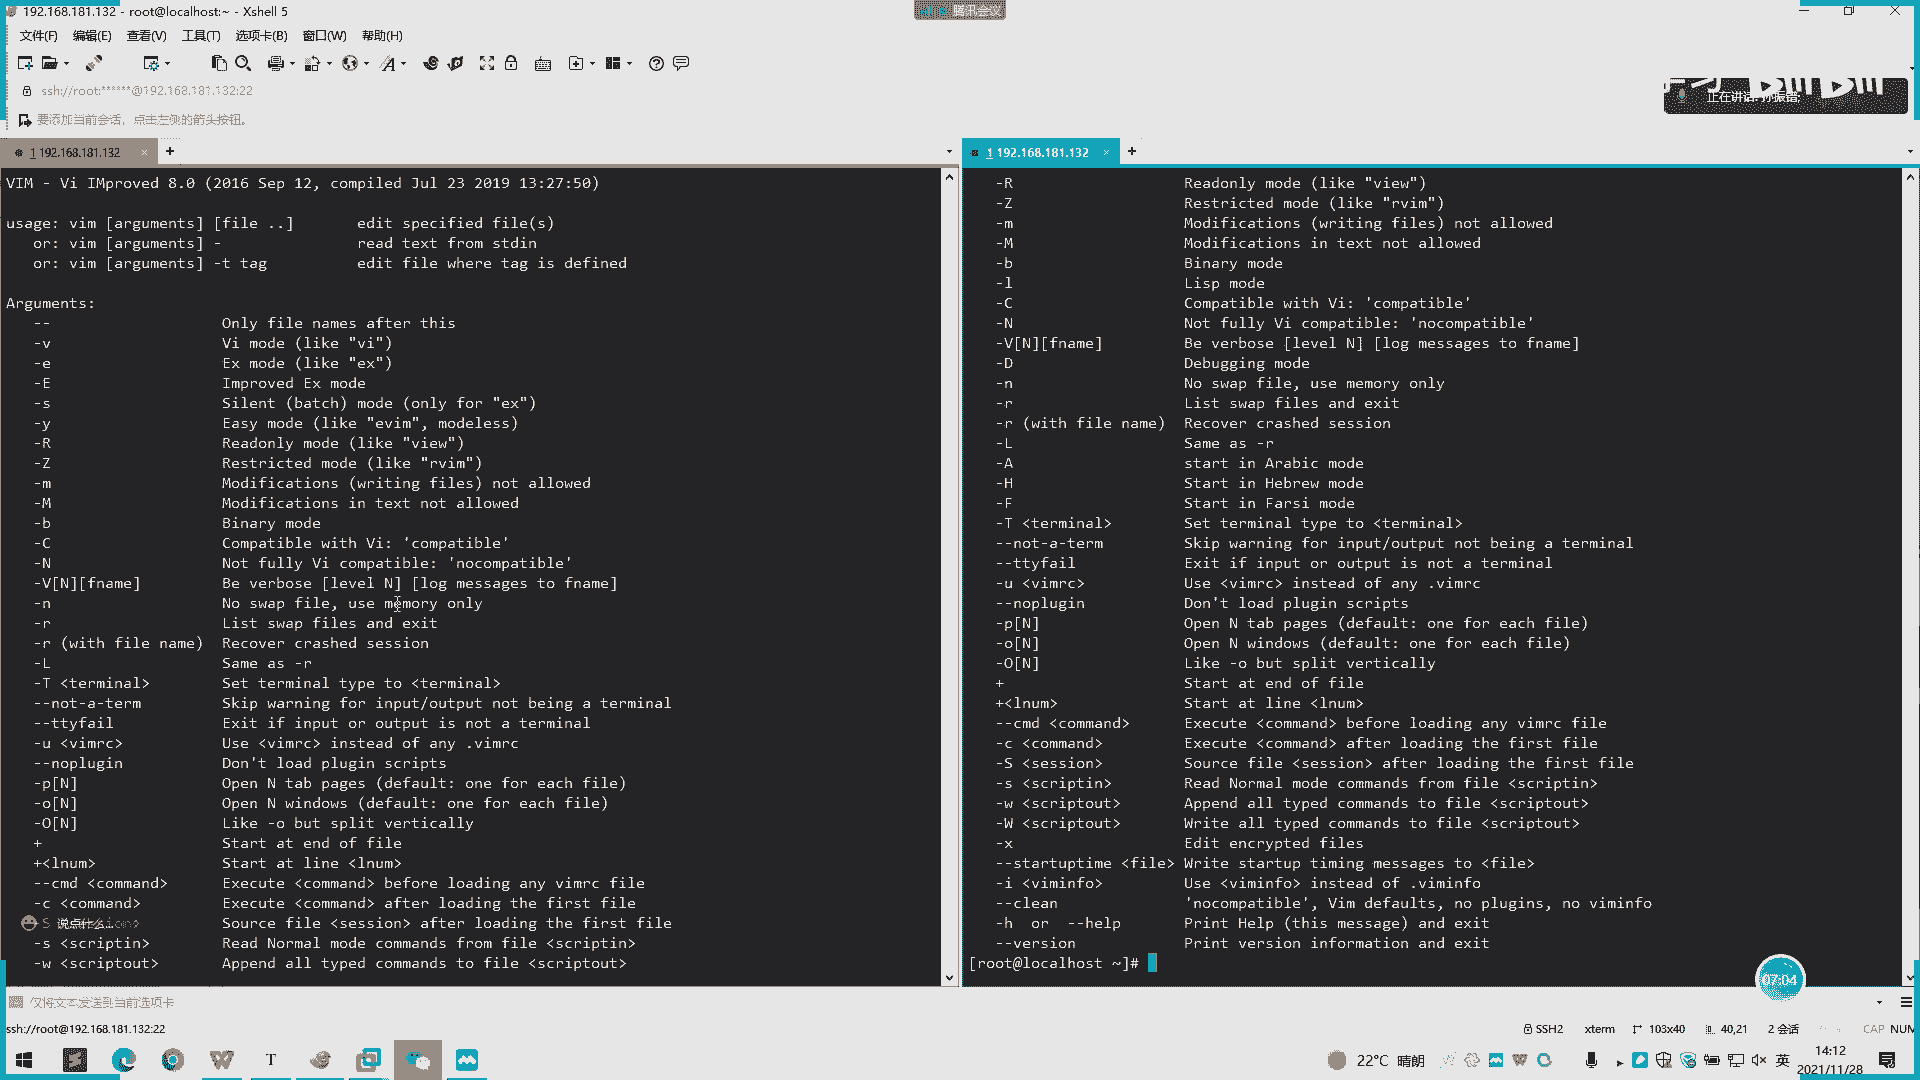 192.168.181.132 - root@localhost:~ - Xshell 5
腾讯会议
文件(F) 编辑(E) 查看(V) 工具(T) 选项卡(B) 窗口(W) 帮助(H)
ssh://root:******@192.168.181.132:22
正在讲话:
要添加当前会话，点击左侧的箭头按钮。
1 192.168.181.132
VIM - Vi IMproved 8.0 (2016 Sep 12, compiled Jul 23 2019 13:27:50)
usage: vim [arguments] [file ..]       edit specified file(s)
or: vim [arguments] -               read text from stdin
or: vim [arguments] -t tag          edit file where tag is defined
Arguments:
--                   Only file names after this
-v                   Vi mode (like "vi")
-e                   Ex mode (like "ex")
-E                   Improved Ex mode
-s                   Silent (batch) mode (only for "ex")
-y                   Easy mode (like "evim", modeless)
-R                   Readonly mode (like "view")
-Z                   Restricted mode (like "rvim")
-m                   Modifications (writing files) not allowed
-M                   Modifications in text not allowed
-b                   Binary mode
-C                   Compatible with Vi: 'compatible'
-N                   Not fully Vi compatible: 'nocompatible'
-V[N][fname]         Be verbose [level N] [log messages to fname]
-n                   No swap file, use memory only
-r                   List swap files and exit
-r (with file name)  Recover crashed session
-L                   Same as -r
-T <terminal>        Set terminal type to <terminal>
--not-a-term         Skip warning for input/output not being a terminal
--ttyfail            Exit if input or output is not a terminal
-u <vimrc>           Use <vimrc> instead of any .vimrc
--noplugin           Don't load plugin scripts
-p[N]                Open N tab pages (default: one for each file)
-o[N]                Open N windows (default: one for each file)
-O[N]                Like -o but split vertically
+                    Start at end of file
+<lnum>              Start at line <lnum>
--cmd <command>      Execute <command> before loading any vimrc file
-c <command>         Execute <command> after loading the first file
说点什么... Source file <session> after loading the first file
-s <scriptin>        Read Normal mode commands from file <scriptin>
-w <scriptout>       Append all typed commands to file <scriptout>
1 192.168.181.132
-R                   Readonly mode (like "view")
-Z                   Restricted mode (like "rvim")
-m                   Modifications (writing files) not allowed
-M                   Modifications in text not allowed
-b                   Binary mode
-l                   Lisp mode
-C                   Compatible with Vi: 'compatible'
-N                   Not fully Vi compatible: 'nocompatible'
-V[N][fname]         Be verbose [level N] [log messages to fname]
-D                   Debugging mode
-n                   No swap file, use memory only
-r                   List swap files and exit
-r (with file name)  Recover crashed session
-L                   Same as -r
-A                   start in Arabic mode
-H                   Start in Hebrew mode
-F                   Start in Farsi mode
-T <terminal>        Set terminal type to <terminal>
--not-a-term         Skip warning for input/output not being a terminal
--ttyfail            Exit if input or output is not a terminal
-u <vimrc>           Use <vimrc> instead of any .vimrc
--noplugin           Don't load plugin scripts
-p[N]                Open N tab pages (default: one for each file)
-o[N]                Open N windows (default: one for each file)
-O[N]                Like -o but split vertically
+                    Start at end of file
+<lnum>              Start at line <lnum>
--cmd <command>      Execute <command> before loading any vimrc file
-c <command>         Execute <command> after loading the first file
-S <session>         Source file <session> after loading the first file
-s <scriptin>        Read Normal mode commands from file <scriptin>
-w <scriptout>       Append all typed commands to file <scriptout>
-W <scriptout>       Write all typed commands to file <scriptout>
-x                   Edit encrypted files
--startuptime <file> Write startup timing messages to <file>
-i <viminfo>         Use <viminfo> instead of .viminfo
--clean              'nocompatible', Vim defaults, no plugins, no viminfo
-h  or  --help       Print Help (this message) and exit
--version            Print version information and exit
[root@localhost ~]#
07:04
仅将文本发送到当前选项卡
ssh://root@192.168.181.132:22 SSH2 xterm 103x40 40,21 2 会话 CAP NUM
22°C 晴朗 英 14:12
2021/11/28